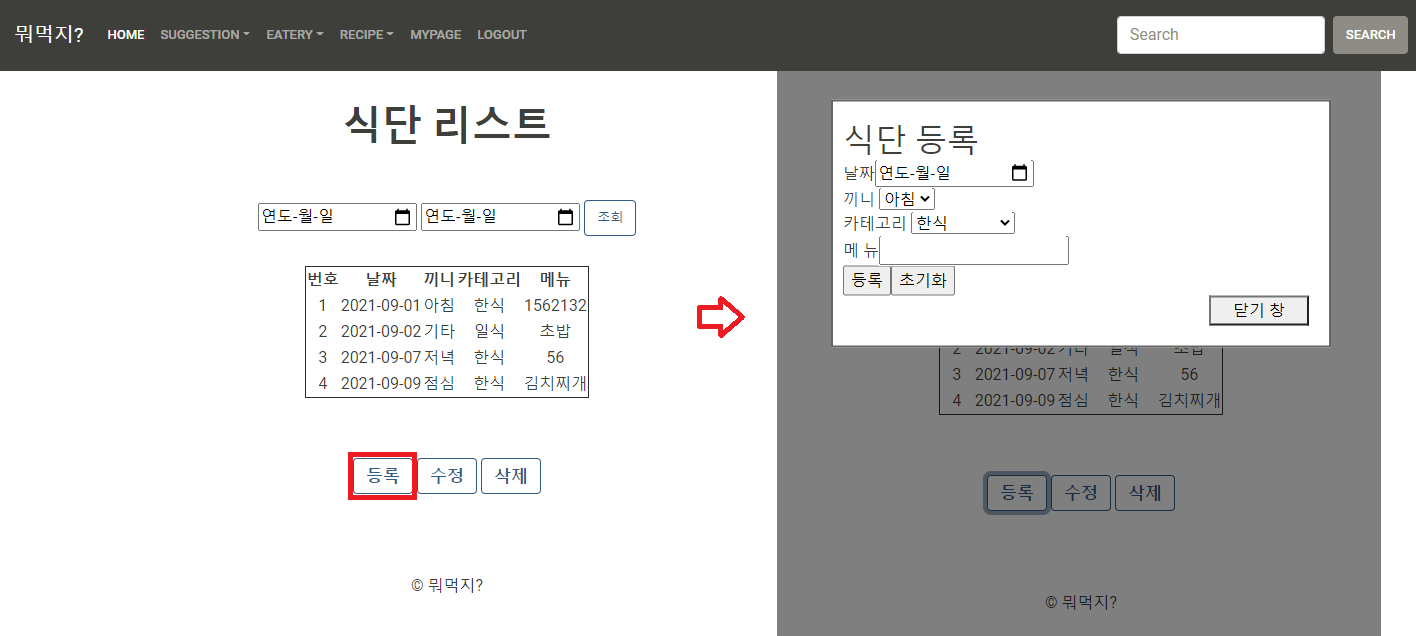 뭐먹지? HOME SUGGESTION EATERY RECIPE MYPAGE LOGOUT Search SEARCH
식단 리스트
연도-월-일 연도-월-일 조회
번호 날짜 끼니 카테고리 메뉴
1 2021-09-01 아침 한식 1562132
2 2021-09-02 기타 일식 초밥
3 2021-09-07 저녁 한식 56
4 2021-09-09 점심 한식 김치찌개
등록 수정 삭제
© 뭐먹지?
식단 등록
날짜 연도-월-일
끼니 아침
카테고리 한식
메 뉴
등록 초기화
닫기 창
2 2021-09-02 기타 일식 초밥
3 2021-09-07 저녁 한식 56
4 2021-09-09 점심 한식 김치찌개
등록 수정 삭제
© 뭐먹지?